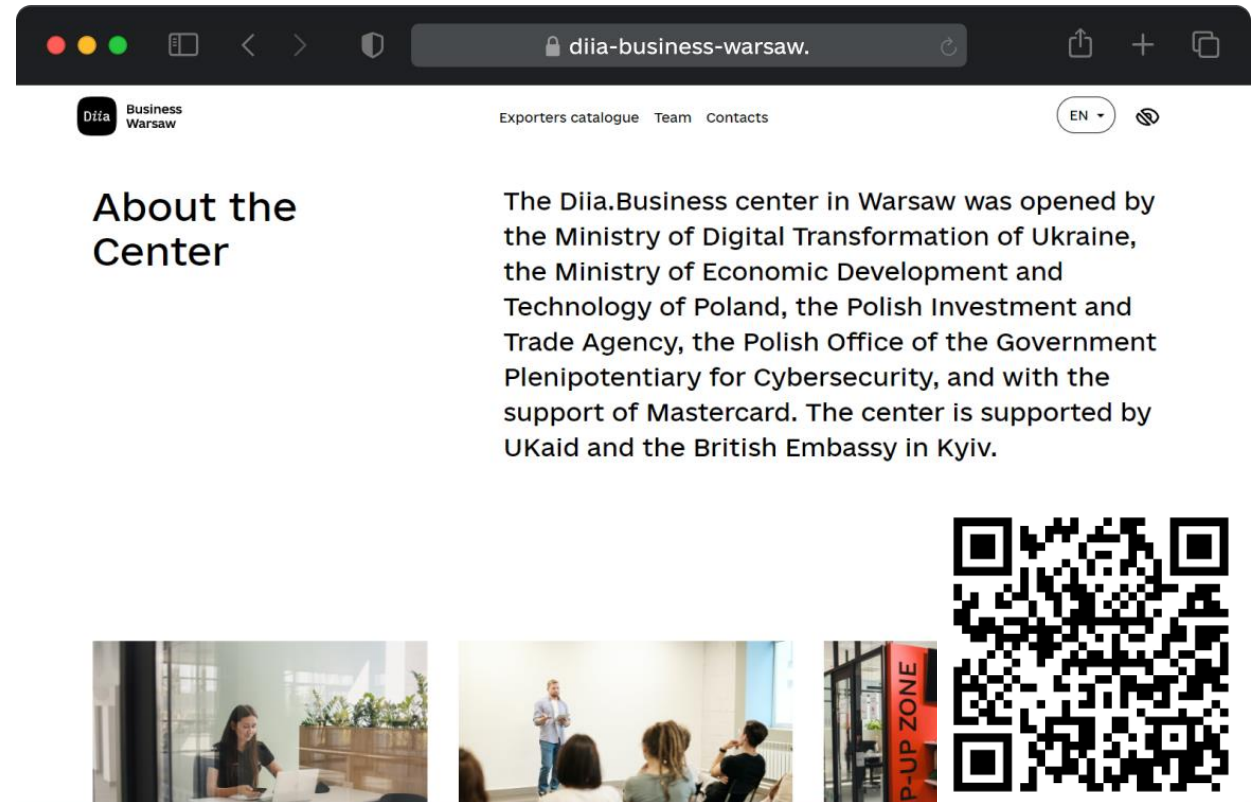 diia-business-warsaw.
Diia
Business
Warsaw
Exporters catalogue Team Contacts
EN
About the
Center
The Diia.Business center in Warsaw was opened by
the Ministry of Digital Transformation of Ukraine,
the Ministry of Economic Development and
Technology of Poland, the Polish Investment and
Trade Agency, the Polish Office of the Government
Plenipotentiary for Cybersecurity, and with the
support of Mastercard. The center is supported by
UKaid and the British Embassy in Kyiv.
P-UP ZONE